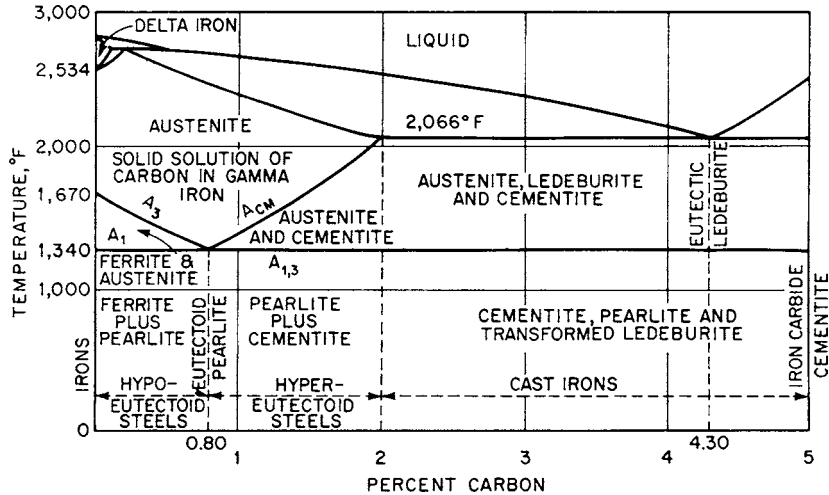 3,000
DELTA IRON
LIQUID
2,534
2,066°F
AUSTENITE
2,000
SOLID SOLUTION OF
CARBON IN GAMMA
IRON
AUSTENITE, LEDEBURITE
AND CEMENTITE
EUTECTIC
LEDEBURITE
1,670
A3
ACM
AUSTENITE
AND CEMENTITE
A1
1,340
FERRITE &
AUSTENITE
A1,3
1,000
FERRITE
PLUS
PEARLITE
EUTECTOID
PEARLITE
PEARLITE
PLUS
CEMENTITE
CEMENTITE, PEARLITE AND
TRANSFORMED LEDEBURITE
IRON CARBIDE
CEMENTITE
IRONS
HYPO-
EUTECTOID
STEELS
HYPER-
EUTECTOID
STEELS
CAST IRONS
0
0.80
1
2
3
4
4.30
5
PERCENT CARBON
TEMPERATURE, °F